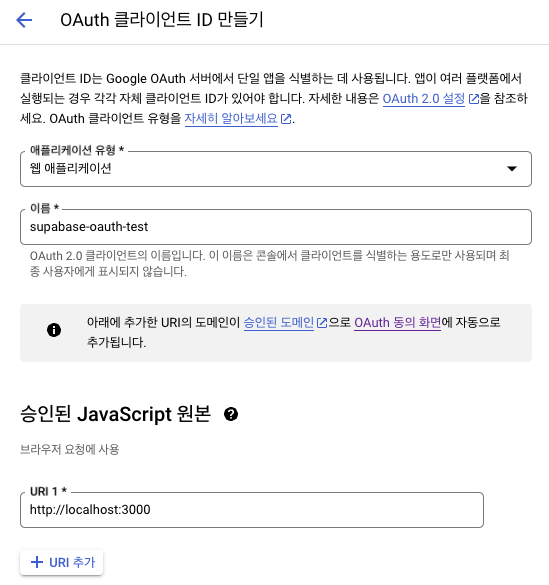 OAuth 클라이언트 ID 만들기
클라이언트 ID는 Google OAuth 서버에서 단일 앱을 식별하는 데 사용됩니다. 앱이 여러 플랫폼에서
실행되는 경우 각각 자체 클라이언트 ID가 있어야 합니다. 자세한 내용은 OAuth 2.0 설정을 참조하
세요. OAuth 클라이언트 유형을 자세히 알아보세요.
애플리케이션 유형 *
웹 애플리케이션
이름 *
supabase-oauth-test
OAuth 2.0 클라이언트의 이름입니다. 이 이름은 콘솔에서 클라이언트를 식별하는 용도로만 사용되며 최
종 사용자에게 표시되지 않습니다.
아래에 추가한 URI의 도메인이 승인된 도메인으로 OAuth 동의 화면에 자동으로
추가됩니다.
승인된 JavaScript 원본
브라우저 요청에 사용
URI 1 *
http://localhost:3000
+ URI 추가